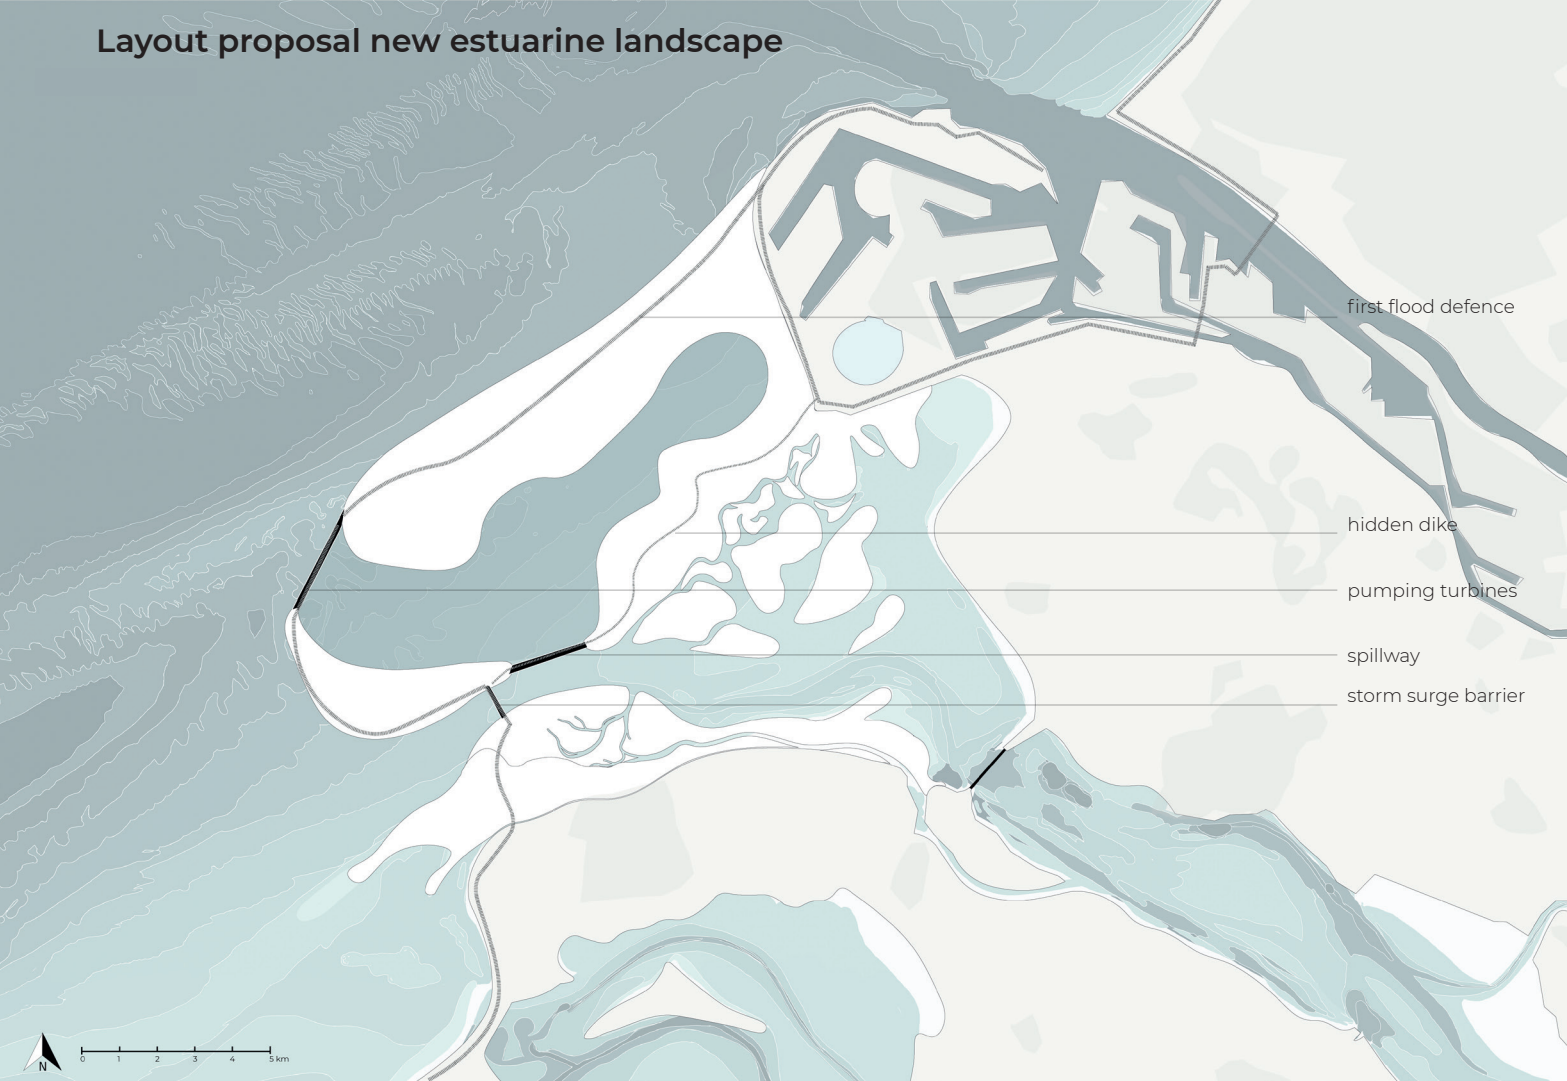 Layout proposal new estuarine landscape
first flood defence
hidden dike
pumping turbines
spillway
storm surge barrier
N
0 1 2 3 4 5 km